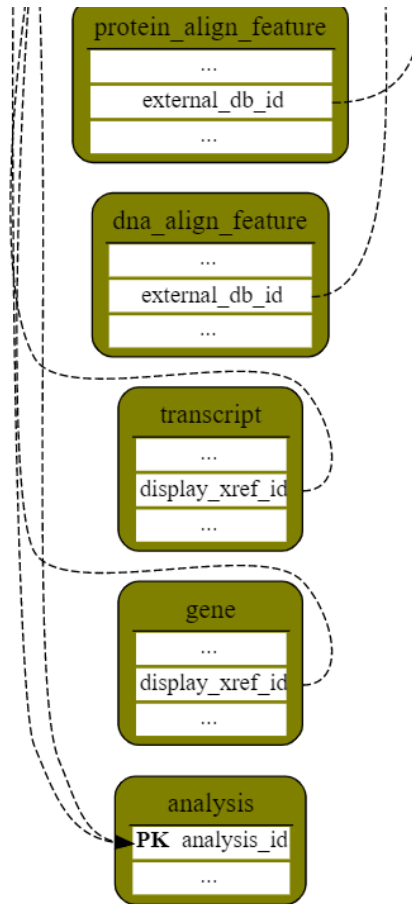 protein_align_feature
...
external_db_id
...
dna_align_feature
...
external_db_id
...
transcript
...
display_xref_id
...
gene
...
display_xref_id
...
analysis
PK analysis_id
...